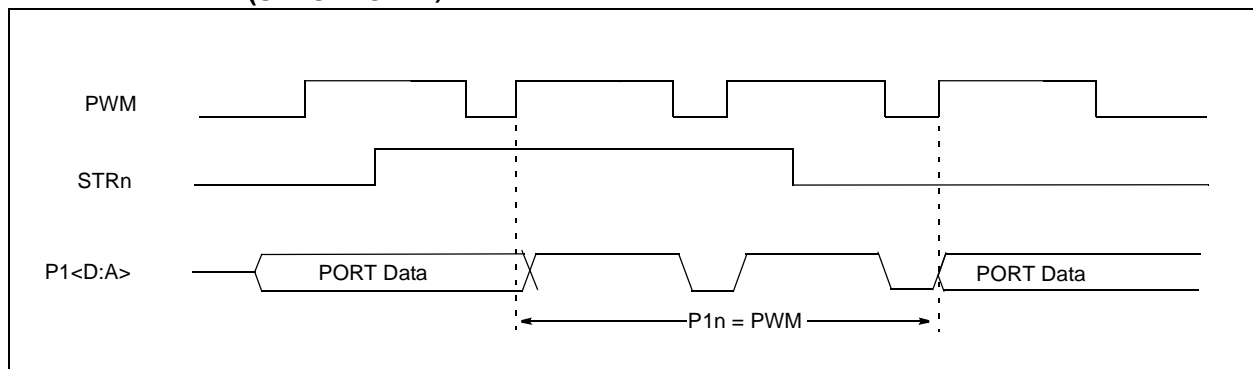 PWM
STRn
P1<D:A>
PORT Data
PORT Data
P1n = PWM